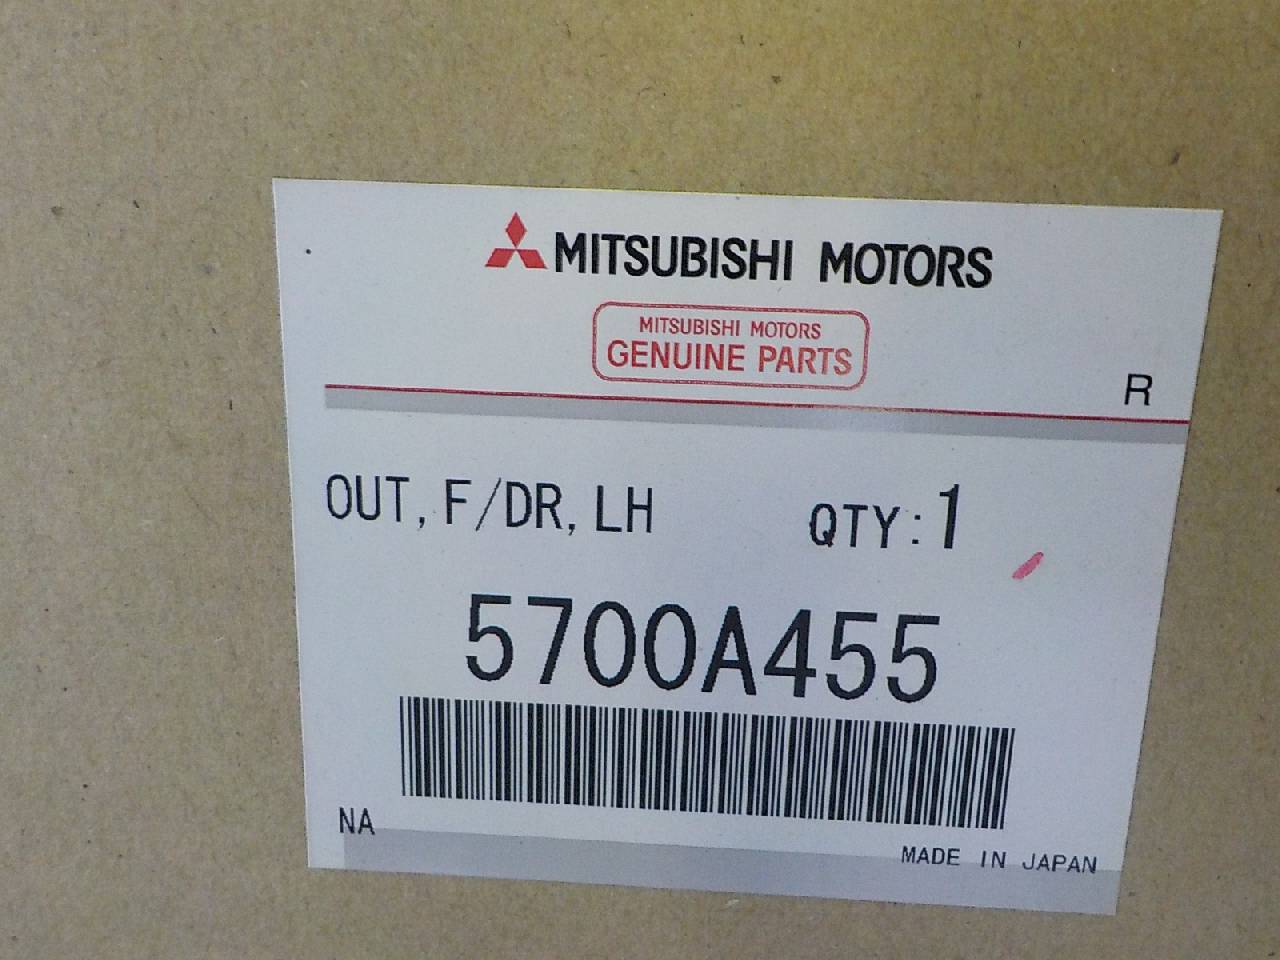 MITSUBISHI MOTORS
MITSUBISHI MOTORS
GENUINE PARTS
R
OUT, F/DR, LH QTY:1
5700A455
NA
MADE IN JAPAN